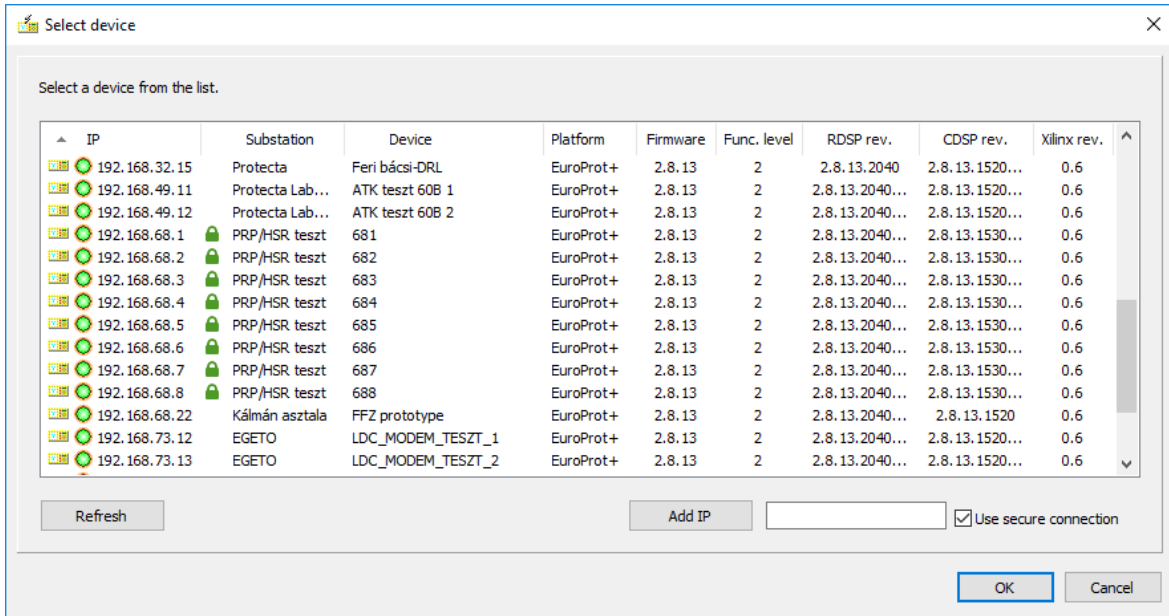 Select device
Select a device from the list.
IP Substation Device Platform Firmware Func. level RDSP rev. CDSP rev. Xilinx rev.
192.168.32.15 Protecta Feri bácsi-DRL EuroProt+ 2.8.13 2 2.8.13.2040 2.8.13.1520... 0.6
192.168.49.11 Protecta Lab... ATK teszt 60B 1 EuroProt+ 2.8.13 2 2.8.13.2040... 2.8.13.1520... 0.6
192.168.49.12 Protecta Lab... ATK teszt 60B 2 EuroProt+ 2.8.13 2 2.8.13.2040... 2.8.13.1520... 0.6
192.168.68.1 PRP/HSR teszt 681 EuroProt+ 2.8.13 2 2.8.13.2040... 2.8.13.1530... 0.6
192.168.68.2 PRP/HSR teszt 682 EuroProt+ 2.8.13 2 2.8.13.2040... 2.8.13.1530... 0.6
192.168.68.3 PRP/HSR teszt 683 EuroProt+ 2.8.13 2 2.8.13.2040... 2.8.13.1530... 0.6
192.168.68.4 PRP/HSR teszt 684 EuroProt+ 2.8.13 2 2.8.13.2040... 2.8.13.1530... 0.6
192.168.68.5 PRP/HSR teszt 685 EuroProt+ 2.8.13 2 2.8.13.2040... 2.8.13.1530... 0.6
192.168.68.6 PRP/HSR teszt 686 EuroProt+ 2.8.13 2 2.8.13.2040... 2.8.13.1530... 0.6
192.168.68.7 PRP/HSR teszt 687 EuroProt+ 2.8.13 2 2.8.13.2040... 2.8.13.1530... 0.6
192.168.68.8 PRP/HSR teszt 688 EuroProt+ 2.8.13 2 2.8.13.2040... 2.8.13.1530... 0.6
192.168.68.22 Kálmán asztala FFZ prototype EuroProt+ 2.8.13 2 2.8.13.2040... 2.8.13.1520 0.6
192.168.73.12 EGETO LDC_MODEM_TESZT_1 EuroProt+ 2.8.13 2 2.8.13.2040... 2.8.13.1520... 0.6
192.168.73.13 EGETO LDC_MODEM_TESZT_2 EuroProt+ 2.8.13 2 2.8.13.2040... 2.8.13.1520... 0.6
Refresh Add IP Use secure connection
OK Cancel